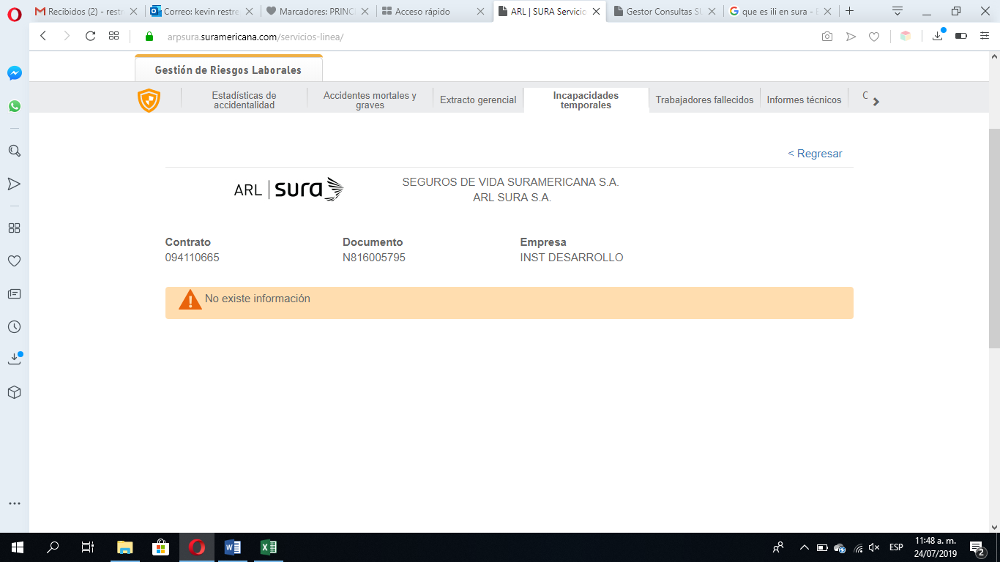 Recibidos (2) - restr
Correo: kevin restre
Marcadores: PRINC
Acceso rápido
ARL | SURA Servicio
Gestor Consultas SU
que es ili en sura - B
arpsura.suramericana.com/servicios-linea/
Gestión de Riesgos Laborales
Estadísticas de
accidentalidad
Accidentes mortales y
graves
Extracto gerencial
Incapacidades
temporales
Trabajadores fallecidos
Informes técnicos
< Regresar
ARL | sura
SEGUROS DE VIDA SURAMERICANA S.A.
ARL SURA S.A.
Contrato
094110665
Documento
N816005795
Empresa
INST DESARROLLO
No existe información
ESP
11:48 a. m.
24/07/2019
2